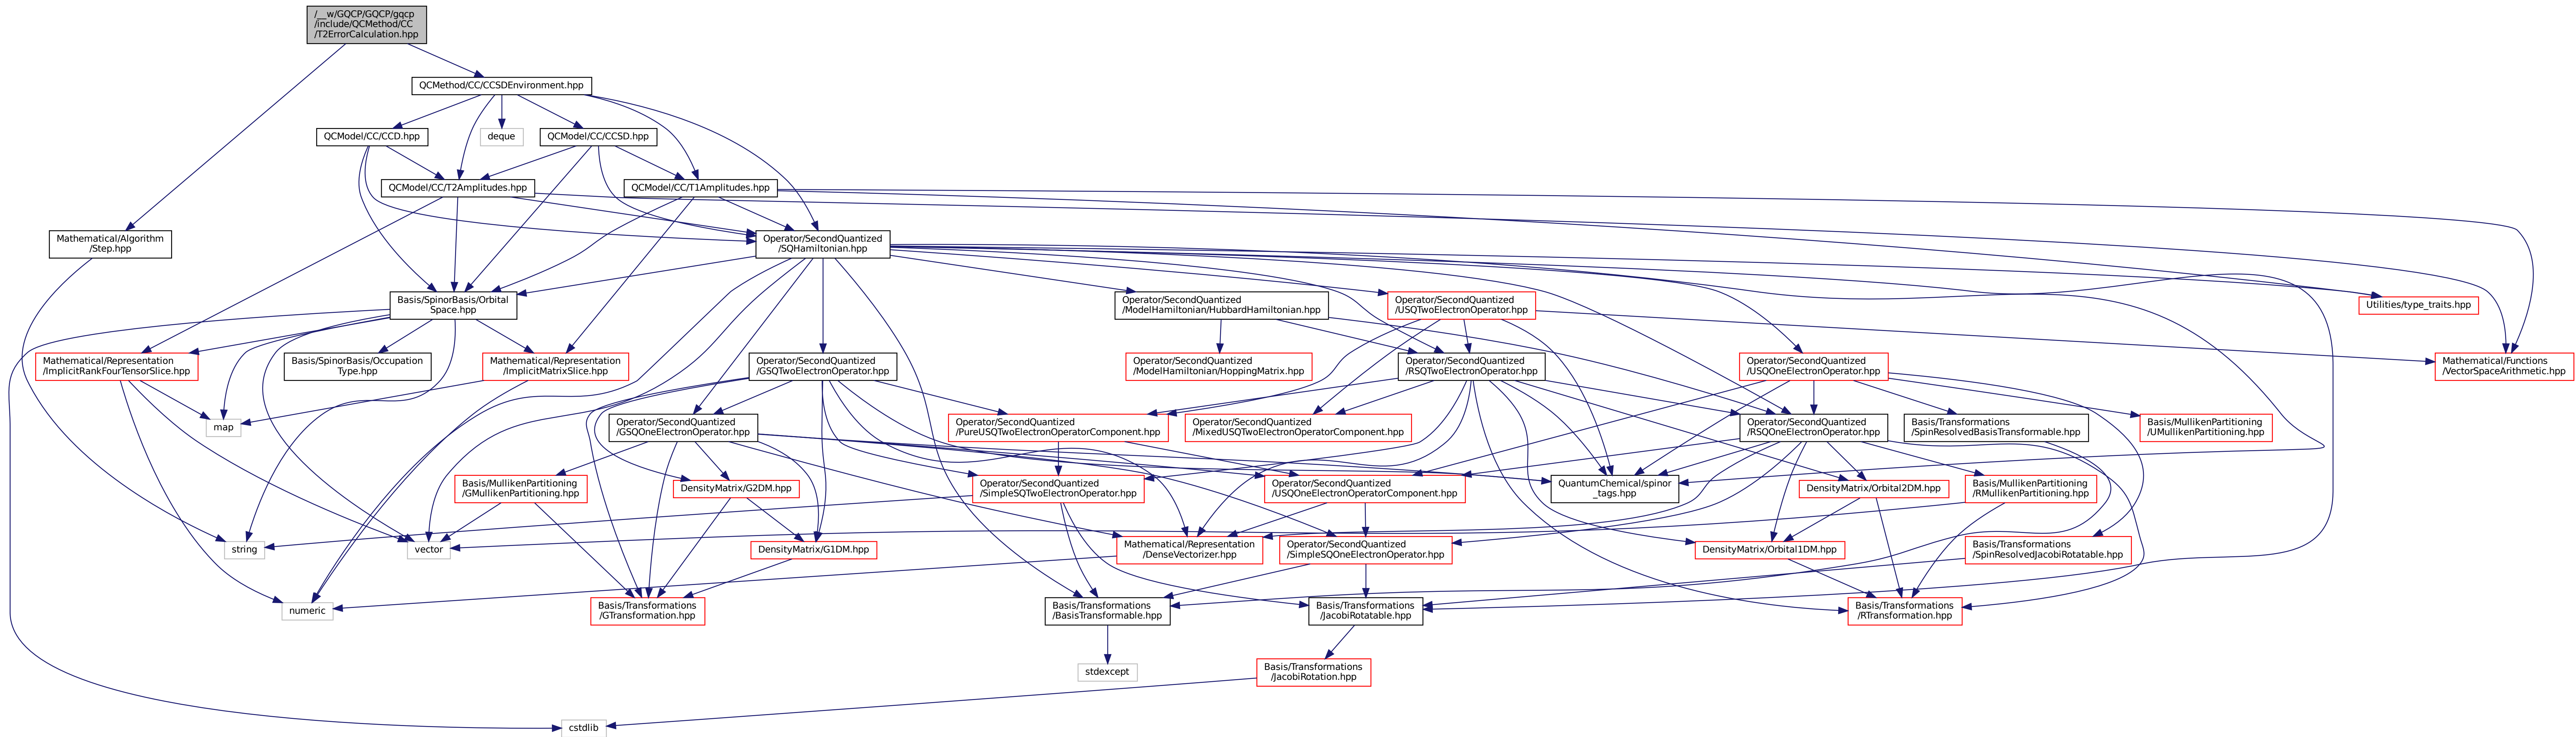 /__w/GQCP/GQCP/gqcp
/include/QCMethod/CC
/T2ErrorCalculation.hpp
QCMethod/CC/CCSDEnvironment.hpp
QCModel/CC/CCD.hpp
deque
QCModel/CC/CCSD.hpp
QCModel/CC/T2Amplitudes.hpp
QCModel/CC/T1Amplitudes.hpp
Mathematical/Algorithm
/Step.hpp
Operator/SecondQuantized
/SQHamiltonian.hpp
Basis/SpinorBasis/Orbital
Space.hpp
Operator/SecondQuantized
/ModelHamiltonian/HubbardHamiltonian.hpp
Operator/SecondQuantized
/USQTwoElectronOperator.hpp
Utilities/type_traits.hpp
Mathematical/Representation
/ImplicitRankFourTensorSlice.hpp
Basis/SpinorBasis/Occupation
Type.hpp
Mathematical/Representation
/ImplicitMatrixSlice.hpp
Operator/SecondQuantized
/GSQTwoElectronOperator.hpp
Operator/SecondQuantized
/ModelHamiltonian/HoppingMatrix.hpp
Operator/SecondQuantized
/RSQTwoElectronOperator.hpp
Operator/SecondQuantized
/USQOneElectronOperator.hpp
Mathematical/Functions
/VectorSpaceArithmetic.hpp
map
Operator/SecondQuantized
/GSQOneElectronOperator.hpp
Operator/SecondQuantized
/PureUSQTwoElectronOperatorComponent.hpp
Operator/SecondQuantized
/MixedUSQTwoElectronOperatorComponent.hpp
Operator/SecondQuantized
/RSQOneElectronOperator.hpp
Basis/Transformations
/SpinResolvedBasisTransformable.hpp
Basis/MullikenPartitioning
/UMullikenPartitioning.hpp
Basis/MullikenPartitioning
/GMullikenPartitioning.hpp
DensityMatrix/G2DM.hpp
Operator/SecondQuantized
/SimpleSQTwoElectronOperator.hpp
Operator/SecondQuantized
/USQOneElectronOperatorComponent.hpp
QuantumChemical/spinor
_tags.hpp
DensityMatrix/Orbital2DM.hpp
Basis/MullikenPartitioning
/RMullikenPartitioning.hpp
string
vector
DensityMatrix/G1DM.hpp
Mathematical/Representation
/DenseVectorizer.hpp
Operator/SecondQuantized
/SimpleSQOneElectronOperator.hpp
DensityMatrix/Orbital1DM.hpp
Basis/Transformations
/SpinResolvedJacobiRotatable.hpp
numeric
Basis/Transformations
/GTransformation.hpp
Basis/Transformations
/BasisTransformable.hpp
Basis/Transformations
/JacobiRotatable.hpp
Basis/Transformations
/RTransformation.hpp
stdexcept
Basis/Transformations
/JacobiRotation.hpp
cstdlib